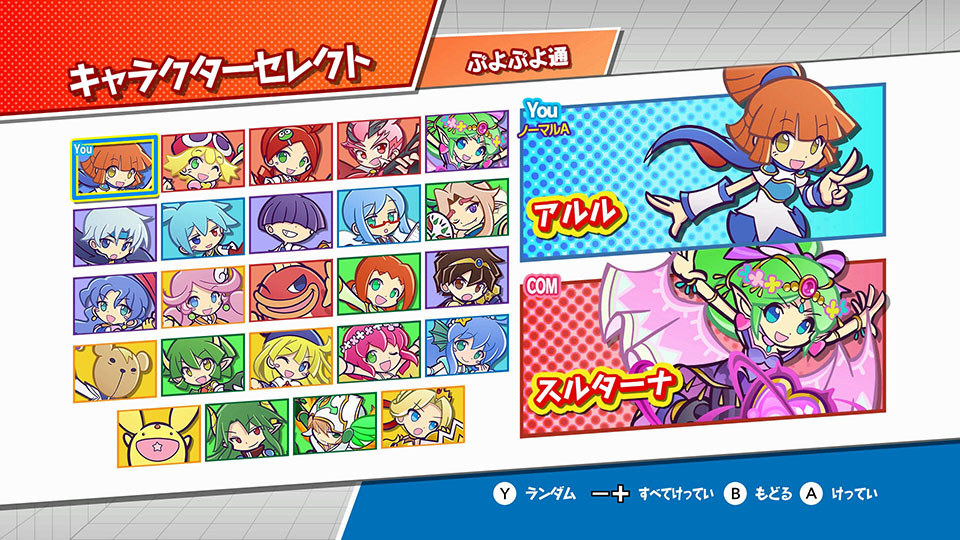 キャラクターセレクト
ぷよぷよ通
You
You
ノーマルA
アルル
COM
スルターナ
Y ランダム −+ すべてけってい B もどる A けってい